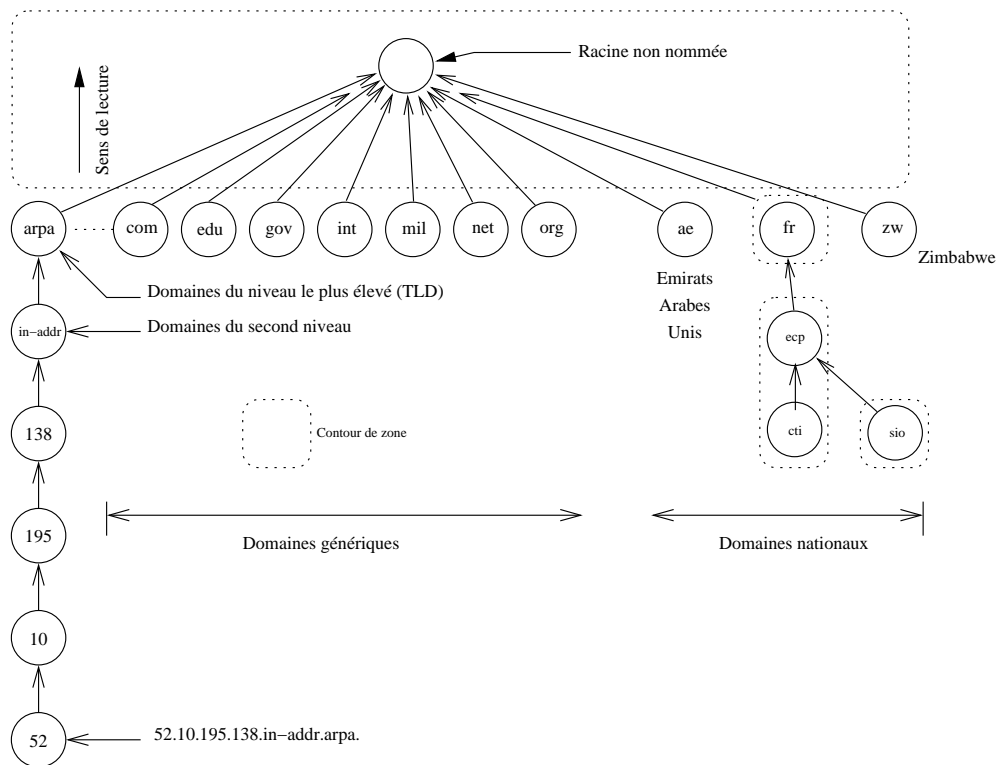 Racine non nommée
Sens de lecture
arpa
com
edu
gov
int
mil
net
org
ae
fr
zw
Zimbabwe
Emirats
Arabes
Unis
Domaines du niveau le plus élevé (TLD)
in−addr
Domaines du second niveau
ecp
138
Contour de zone
cti
sio
195
Domaines génériques
Domaines nationaux
10
52
52.10.195.138.in−addr.arpa.